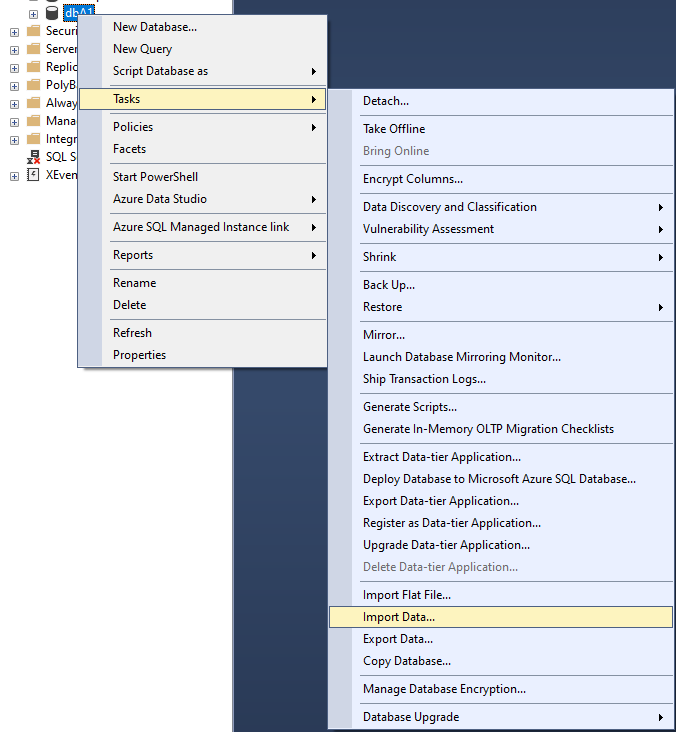 dbA1
Securi
Server
Replic
PolyB
Alway
Mana
Integr
SQL S
XEven
New Database...
New Query
Script Database as
Tasks
Policies
Facets
Start PowerShell
Azure Data Studio
Azure SQL Managed Instance link
Reports
Rename
Delete
Refresh
Properties
Detach...
Take Offline
Bring Online
Encrypt Columns...
Data Discovery and Classification
Vulnerability Assessment
Shrink
Back Up...
Restore
Mirror...
Launch Database Mirroring Monitor...
Ship Transaction Logs...
Generate Scripts...
Generate In-Memory OLTP Migration Checklists
Extract Data-tier Application...
Deploy Database to Microsoft Azure SQL Database...
Export Data-tier Application...
Register as Data-tier Application...
Upgrade Data-tier Application...
Delete Data-tier Application...
Import Flat File...
Import Data...
Export Data...
Copy Database...
Manage Database Encryption...
Database Upgrade